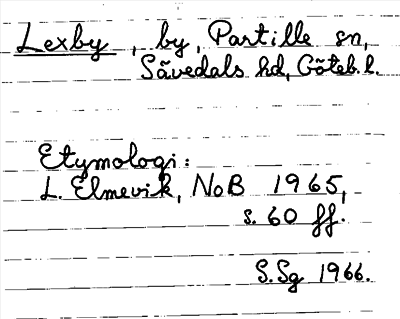 Lexby, by, Partille sn,
Sävedals hd, Göteb. l.
Etymologi:
L. Elmevik, NoB 1965,
s. 60 ff.
S.Sg 1966.